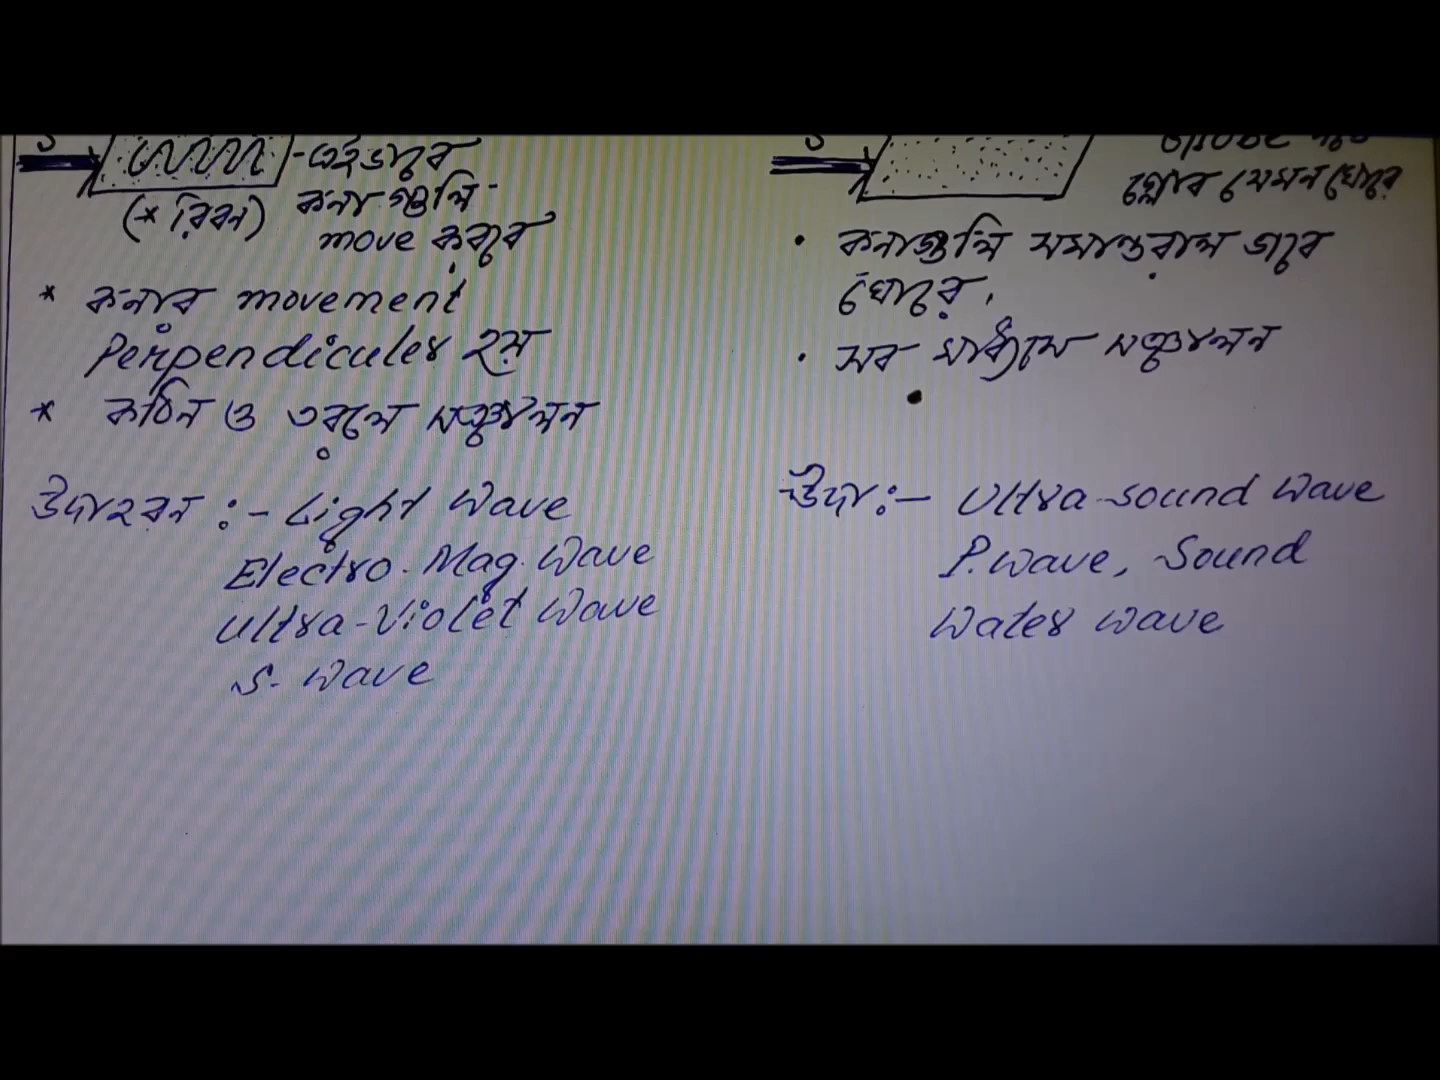 - এইভাবে
(* রিবন) কনা গুলি
move করবে
* কনার movement
Perpendiculer হয়
* কঠিন ও তরলে সঞ্চালন
উদাহরন :- Light Wave
Electro. Mag. Wave
Ultra-Violet Wave
S- Wave
গ্লোব যেমন ঘোরে
• কনাগুলি সমান্তরাল ভাবে
ঘোরে,
• সব মাধ্যমে সঞ্চালন
•
উদা:- Ultra-sound Wave
P. Wave, Sound
Water Wave